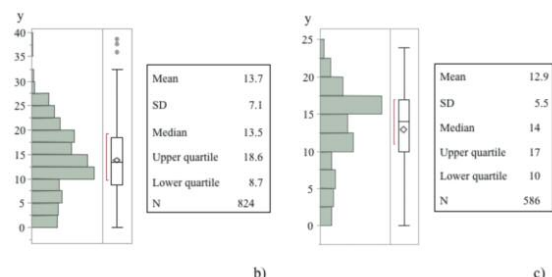 y
40
35
30
25
20
15
10
5
0
Mean 13.7
SD 7.1
Median 13.5
Upper quartile 18.6
Lower quartile 8.7
N 824
b)
y
25
20
15
10
5
0
Mean 12.9
SD 5.5
Median 14
Upper quartile 17
Lower quartile 10
N 586
c)